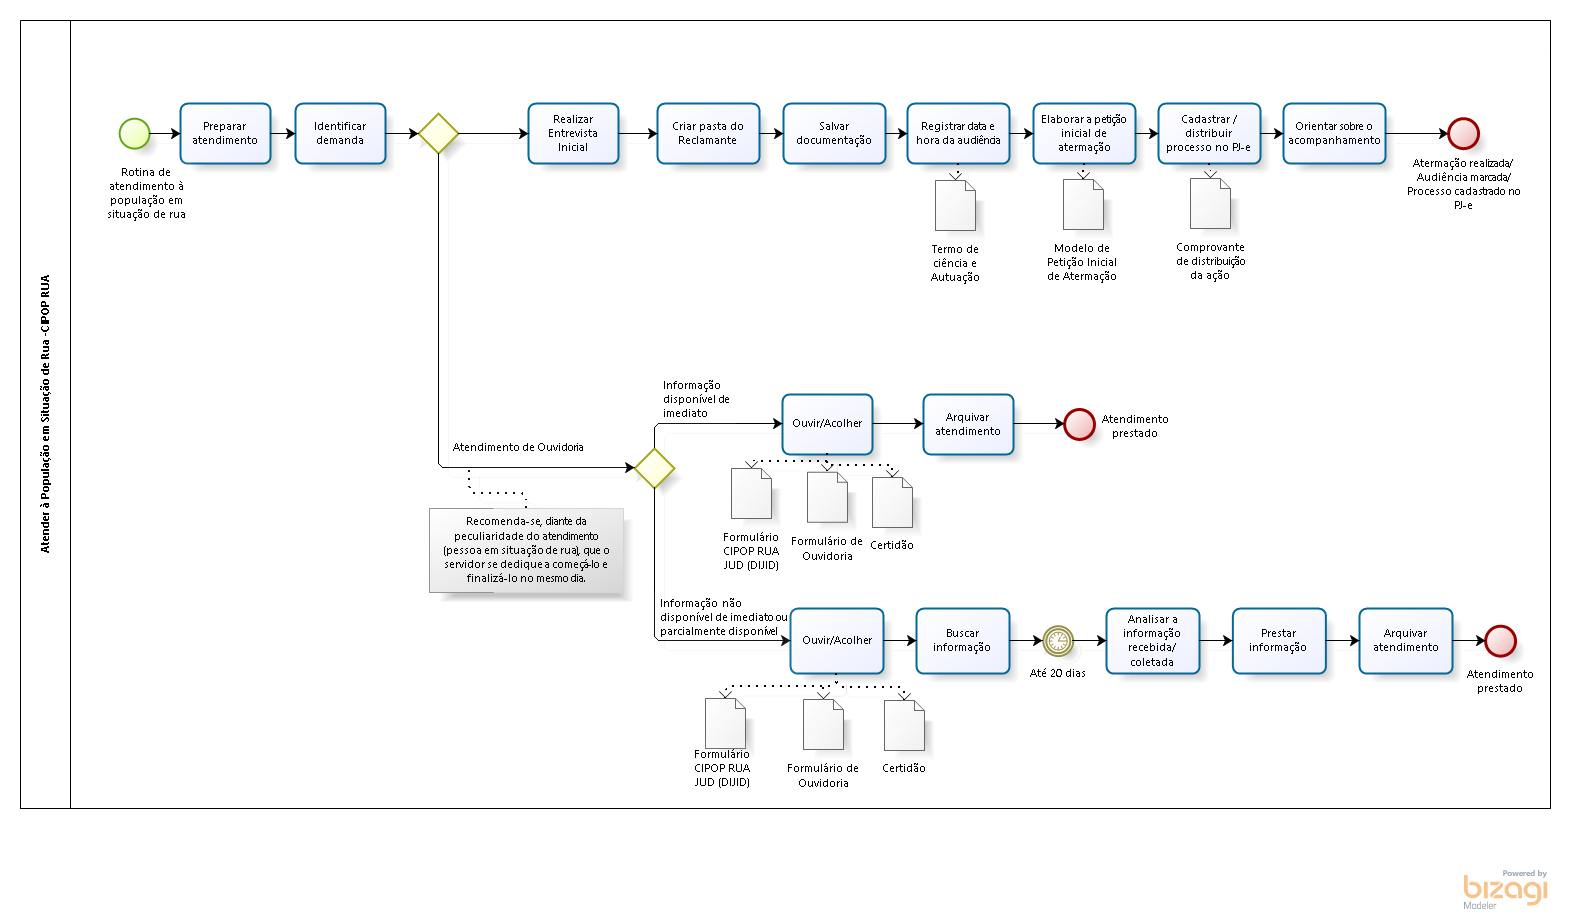 Atender à População em Situação de Rua -CIPOP RUA
Rotina de
atendimento à
população em
situação de rua
Preparar
atendimento
Identificar
demanda
Realizar
Entrevista
Inicial
Criar pasta do
Reclamante
Salvar
documentação
Registrar data e
hora da audiência
Termo de
ciência e
Autuação
Elaborar a petição
inicial de
atermação
Modelo de
Petição Inicial
de Atermação
Cadastrar /
distribuir
processo no PJ-e
Comprovante
de distribuição
da ação
Orientar sobre o
acompanhamento
Atermação realizada/
Audiência marcada/
Processo cadastrado no
PJ-e
Atendimento de Ouvidoria
Recomenda-se, diante da
peculiaridade do atendimento
(pessoa em situação de rua), que o
servidor se dedique a começá-lo e
finalizá-lo no mesmo dia.
Informação
disponível de
imediato
Ouvir/Acolher
Formulário
CIPOP RUA
JUD (DIJID)
Formulário de
Ouvidoria
Certidão
Arquivar
atendimento
Atendimento
prestado
Informação não
disponível de imediato ou
parcialmente disponível
Ouvir/Acolher
Formulário
CIPOP RUA
JUD (DIJID)
Formulário de
Ouvidoria
Certidão
Buscar
informação
Até 20 dias
Analisar a
informação
recebida/
coletada
Prestar
informação
Arquivar
atendimento
Atendimento
prestado
Powered by
bizagi
Modeler